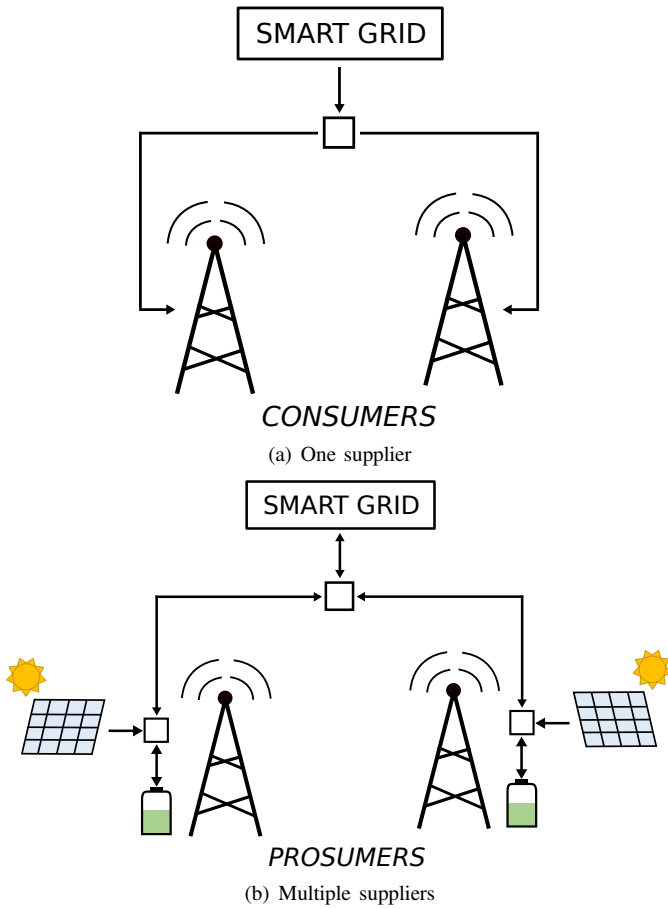 SMART GRID
CONSUMERS
(a) One supplier
SMART GRID
PROSUMERS
(b) Multiple suppliers